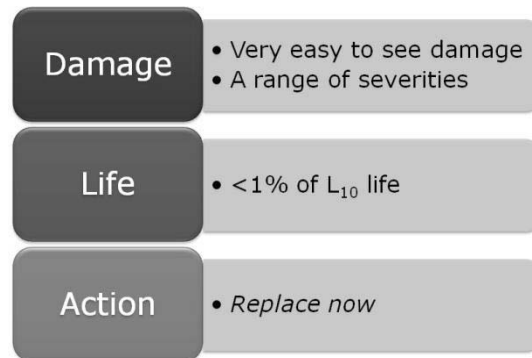 Damage
• Very easy to see damage
• A range of severities
Life
• <1% of L₁₀ life
Action
• Replace now